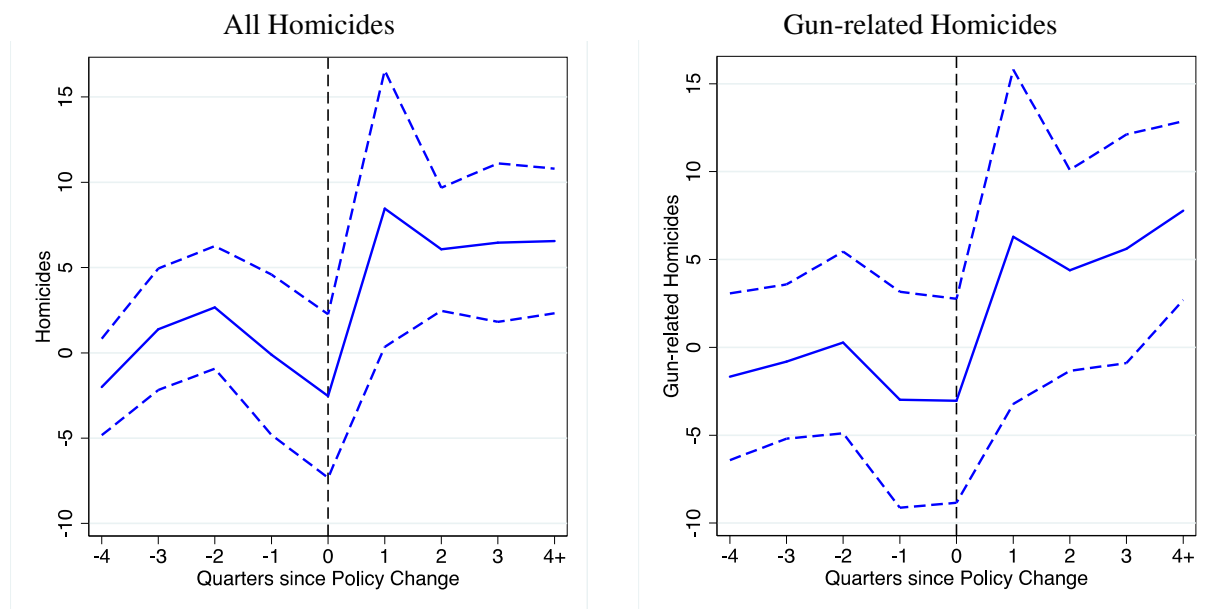 All Homicides
Homicides
15
10
5
0
-5
-10
-4 -3 -2 -1 0 1 2 3 4+
Quarters since Policy Change
Gun-related Homicides
Gun-related Homicides
15
10
5
0
-5
-10
-4 -3 -2 -1 0 1 2 3 4+
Quarters since Policy Change